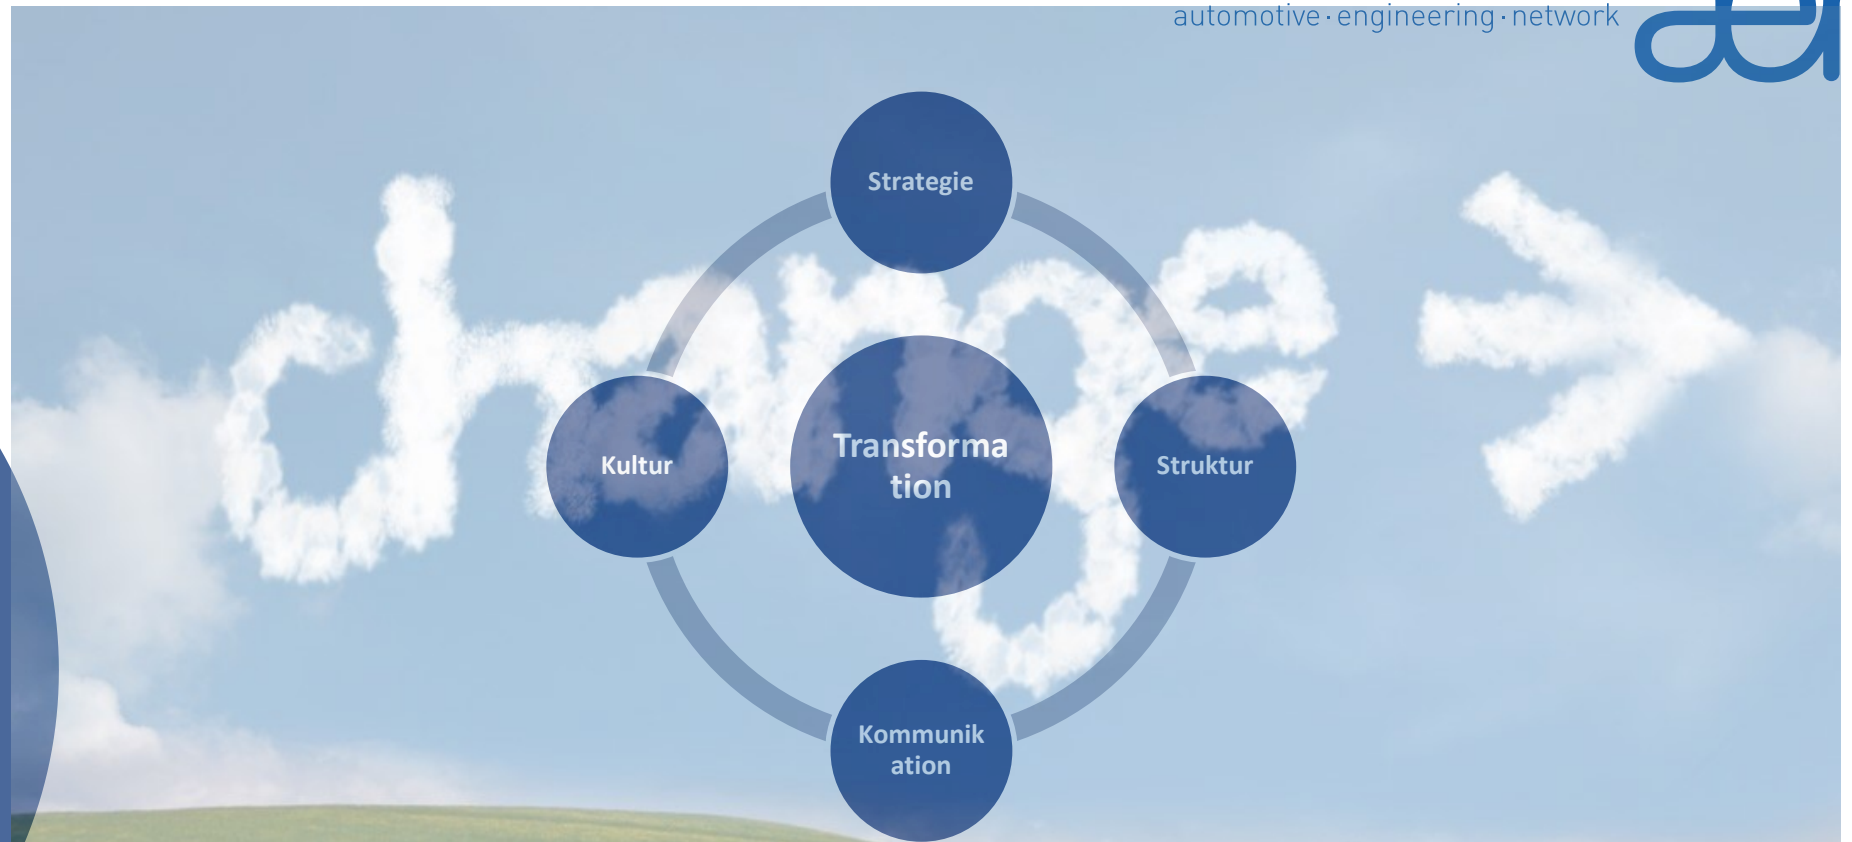 automotive·engineering·network
change
Strategie
Kultur
Transforma
tion
Struktur
Kommunik
ation